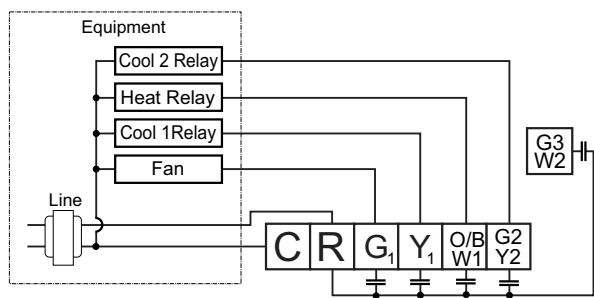 Equipment
Cool 2 Relay
Heat Relay
Cool 1Relay
Fan
Line
C R G1 Y1 O/B W1 G2 Y2
G3
W2